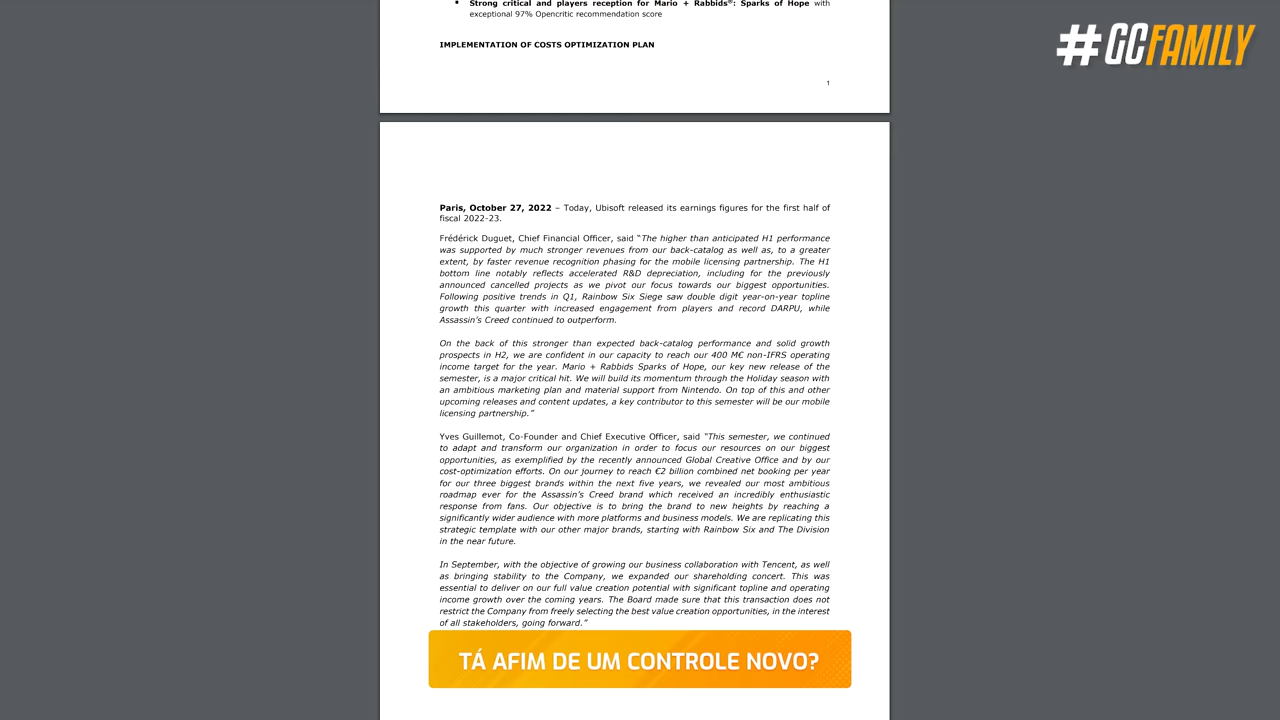 ▪ Strong critical and players reception for Mario + Rabbids®: Sparks of Hope with
exceptional 97% Opencritic recommendation score
#GCFAMILY
IMPLEMENTATION OF COSTS OPTIMIZATION PLAN
1
Paris, October 27, 2022 – Today, Ubisoft released its earnings figures for the first half of
fiscal 2022-23.
Frédérick Duguet, Chief Financial Officer, said “The higher than anticipated H1 performance
was supported by much stronger revenues from our back-catalog as well as, to a greater
extent, by faster revenue recognition phasing for the mobile licensing partnership. The H1
bottom line notably reflects accelerated R&D depreciation, including for the previously
announced cancelled projects as we pivot our focus towards our biggest opportunities.
Following positive trends in Q1, Rainbow Six Siege saw double digit year-on-year topline
growth this quarter with increased engagement from players and record DARPU, while
Assassin’s Creed continued to outperform.
On the back of this stronger than expected back-catalog performance and solid growth
prospects in H2, we are confident in our capacity to reach our 400 M€ non-IFRS operating
income target for the year. Mario + Rabbids Sparks of Hope, our key new release of the
semester, is a major critical hit. We will build its momentum through the Holiday season with
an ambitious marketing plan and material support from Nintendo. On top of this and other
upcoming releases and content updates, a key contributor to this semester will be our mobile
licensing partnership.”
Yves Guillemot, Co-Founder and Chief Executive Officer, said “This semester, we continued
to adapt and transform our organization in order to focus our resources on our biggest
opportunities, as exemplified by the recently announced Global Creative Office and by our
cost-optimization efforts. On our journey to reach €2 billion combined net booking per year
for our three biggest brands within the next five years, we revealed our most ambitious
roadmap ever for the Assassin’s Creed brand which received an incredibly enthusiastic
response from fans. Our objective is to bring the brand to new heights by reaching a
significantly wider audience with more platforms and business models. We are replicating this
strategic template with our other major brands, starting with Rainbow Six and The Division
in the near future.
In September, with the objective of growing our business collaboration with Tencent, as well
as bringing stability to the Company, we expanded our shareholding concert. This was
essential to deliver on our full value creation potential with significant topline and operating
income growth over the coming years. The Board made sure that this transaction does not
restrict the Company from freely selecting the best value creation opportunities, in the interest
of all stakeholders, going forward.”
TÁ AFIM DE UM CONTROLE NOVO?